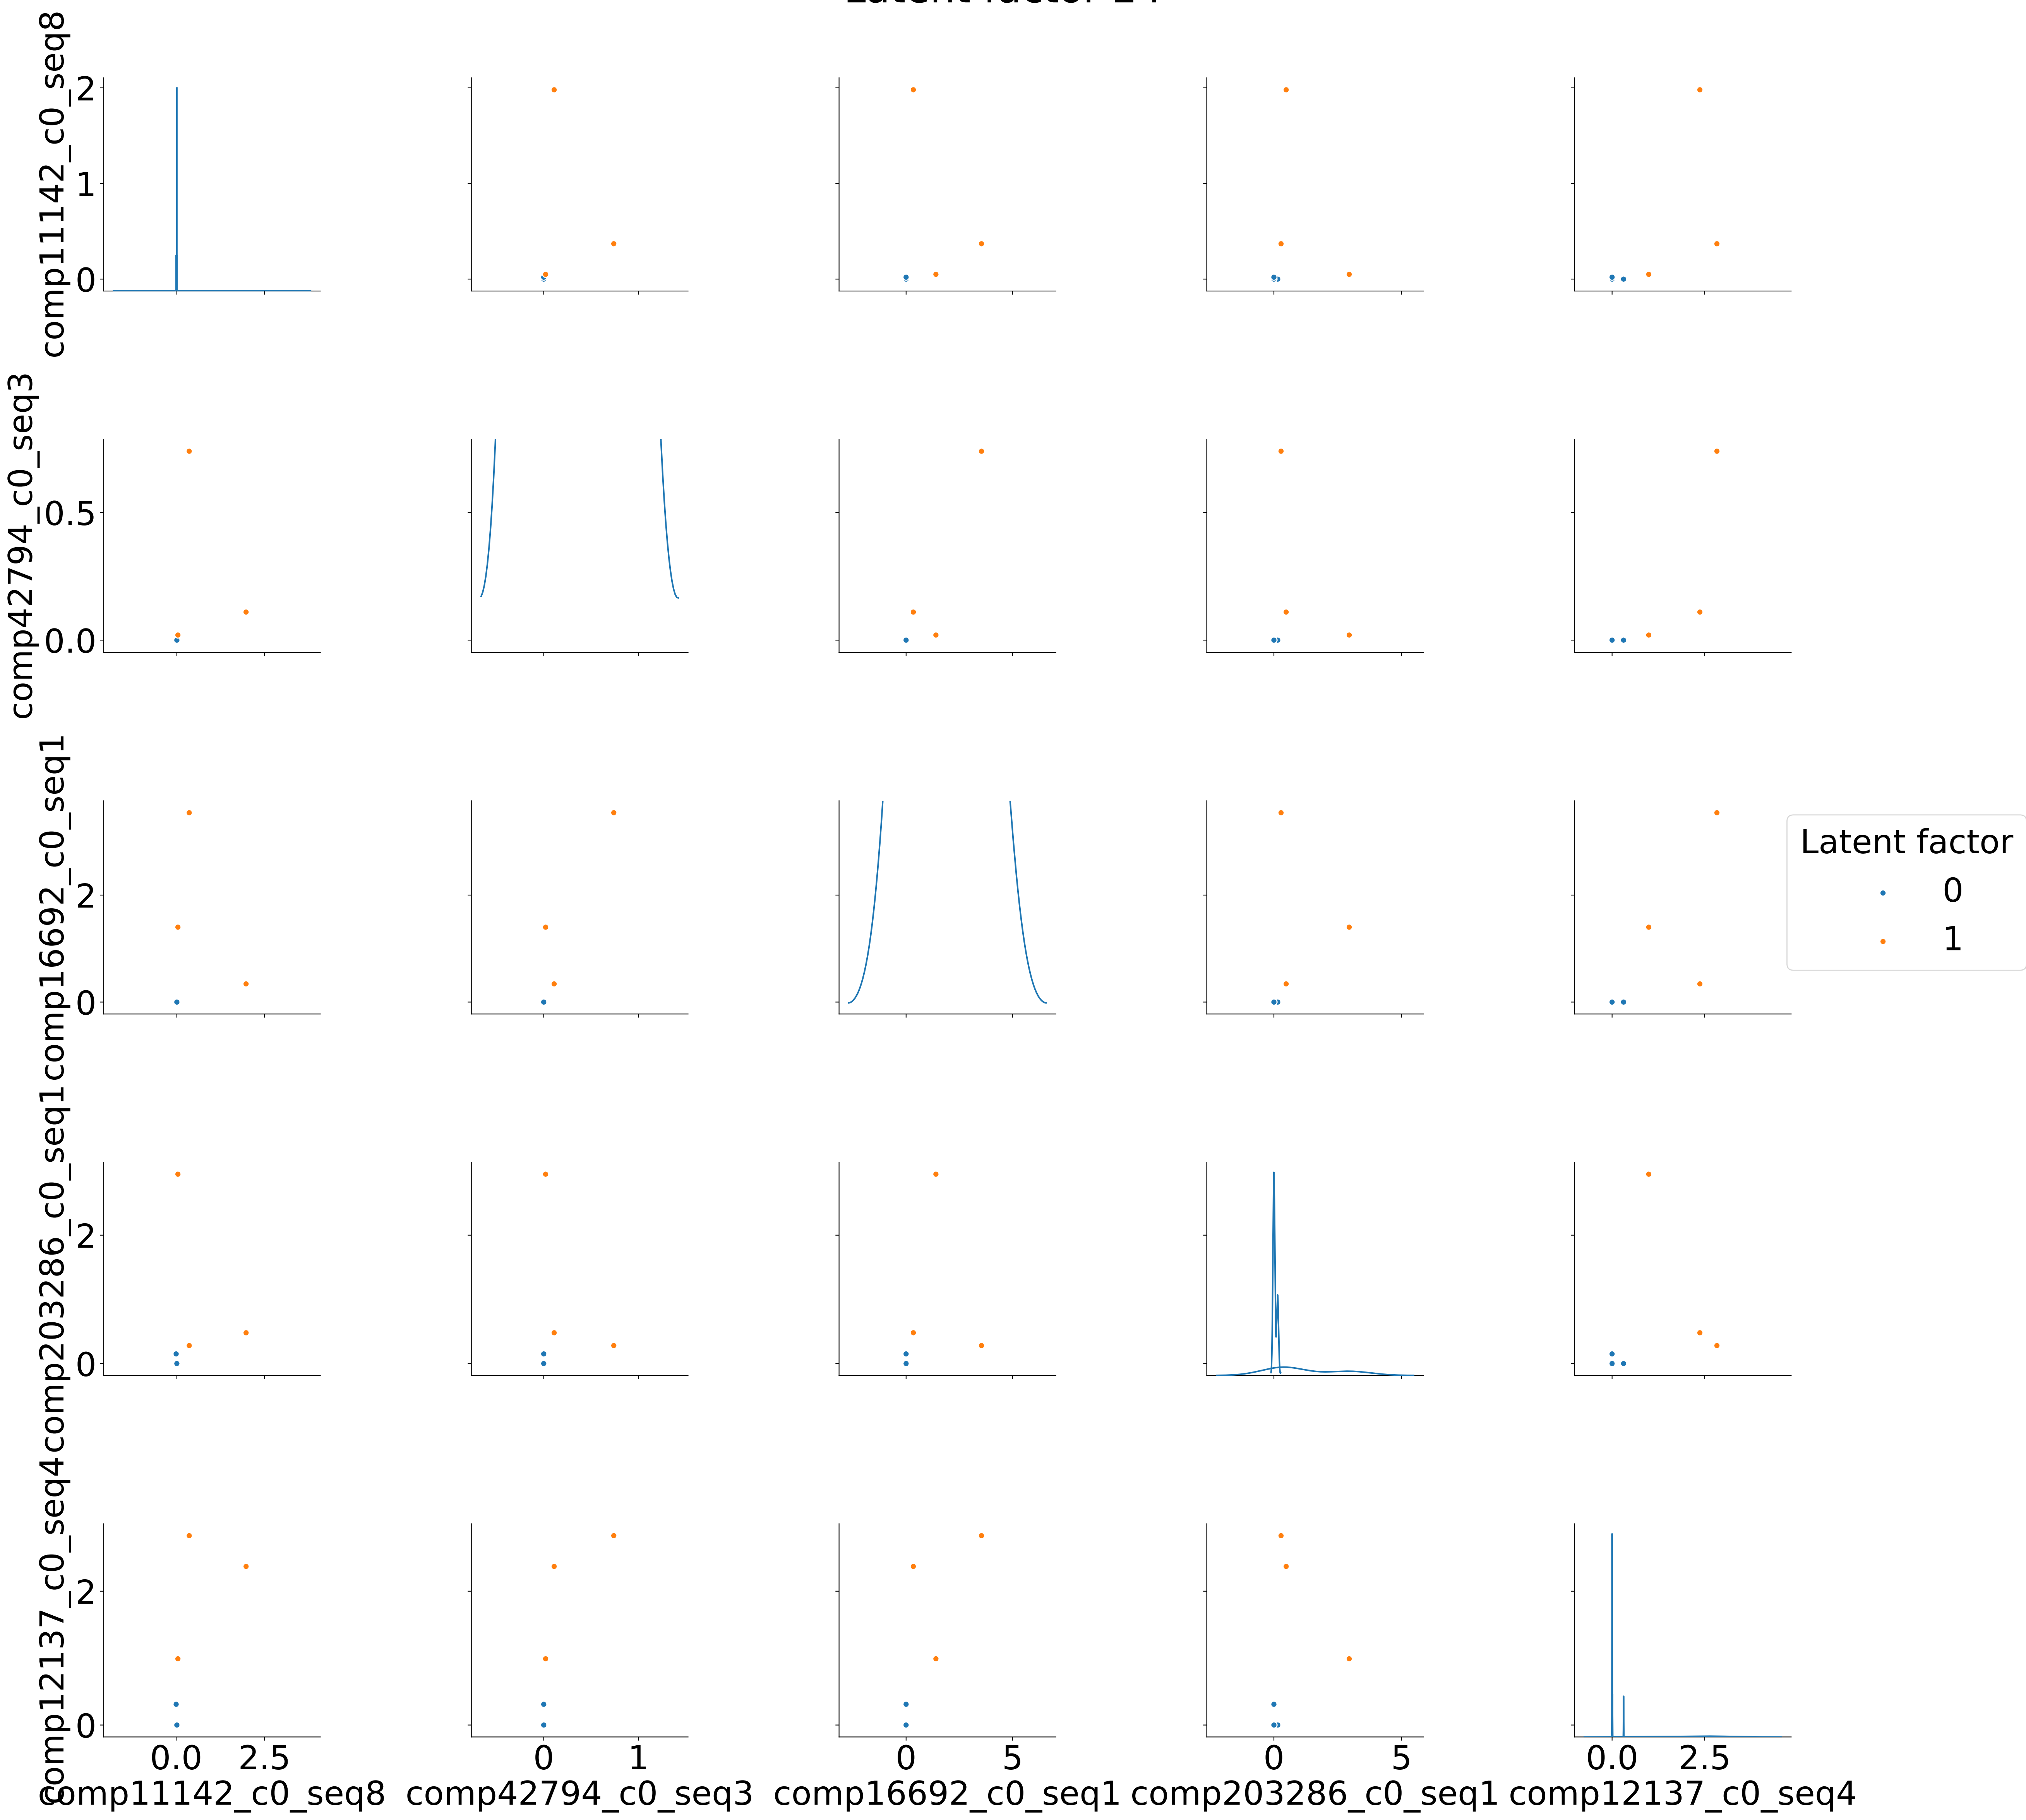 comp11142_c0_seq8
2
1
0
comp42794_c0_seq3
0.5
0.0
comp16692_c0_seq1
2
0
Latent factor
0
1
comp203286_c0_seq1
2
0
comp12137_c0_seq4
2
0
0.0 2.5 0 1 0 5 0 5 0.0 2.5
comp11142_c0_seq8 comp42794_c0_seq3 comp16692_c0_seq1 comp203286_c0_seq1 comp12137_c0_seq4